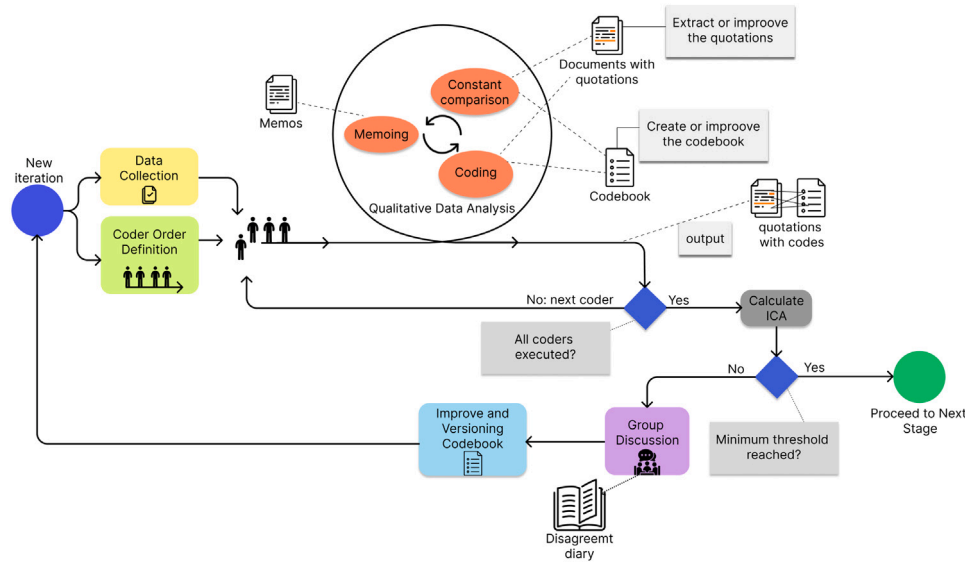 Extract or improove
the quotations
Documents with
quotations
Constant
comparison
Memos
Memoing
Create or improove
the codebook
Coding
Codebook
Qualitative Data Analysis
New
iteration
Data
Collection
Coder Order
Definition
quotations
with codes
output
No: next coder
Yes
Calculate
ICA
All coders
executed?
No
Yes
Proceed to Next
Stage
Improve and
Versioning
Codebook
Group
Discussion
Minimum threshold
reached?
Disagreemt
diary